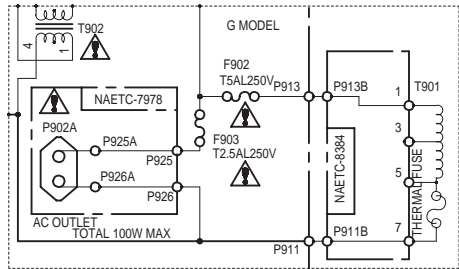 T902
4
1
G MODEL
F902
T5AL250V
P913
P913B
1
T901
NAETC-7978
P902A
P925A
P925
F903
T2.5AL250V
3
NAETC-8384
5
THERMAL FUSE
P926A
P926
AC OUTLET
TOTAL 100W MAX
P911
P911B
7